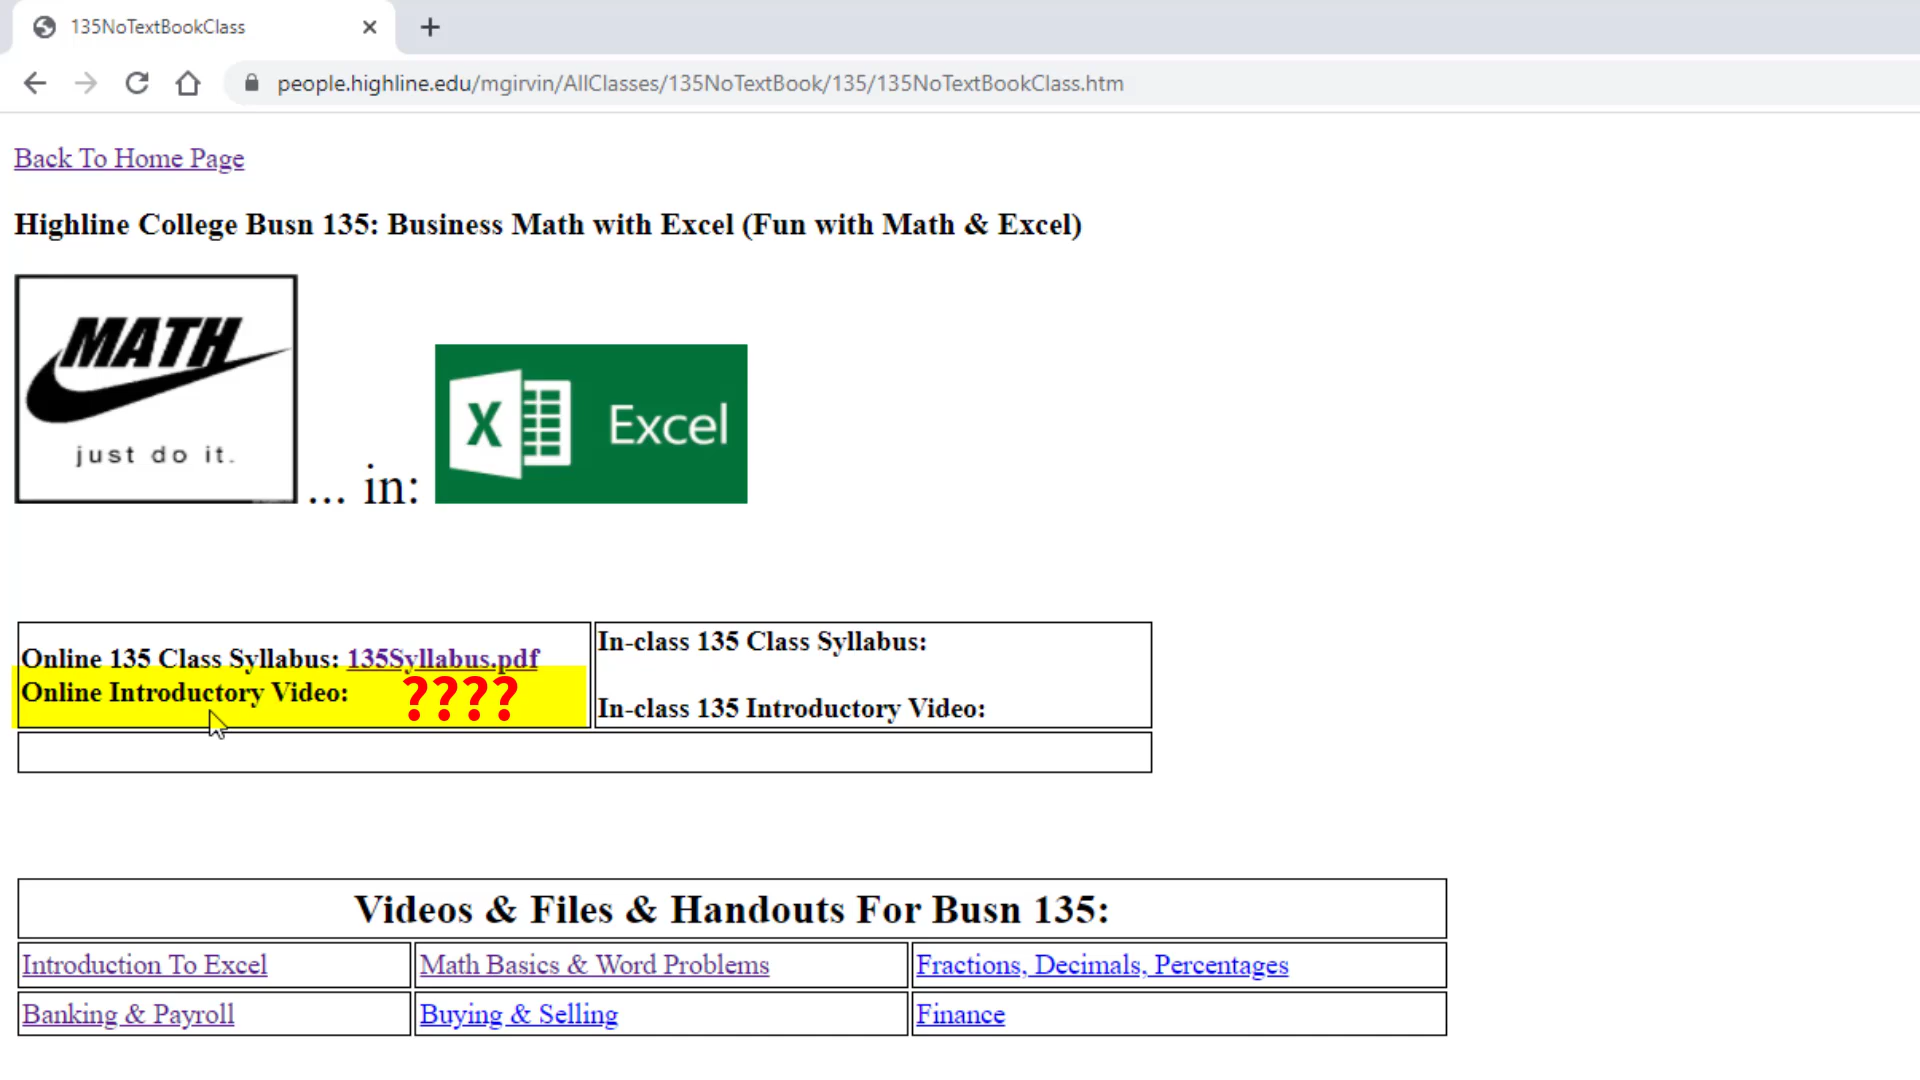 135NoTextBookClass
people.highline.edu/mgirvin/AllClasses/135NoTextBook/135/135NoTextBookClass.htm
Back To Home Page
Highline College Busn 135: Business Math with Excel (Fun with Math & Excel)
MATH
just do it.
... in:
X Excel
Online 135 Class Syllabus: 135Syllabus.pdf
Online Introductory Video: ????
In-class 135 Class Syllabus:
In-class 135 Introductory Video:
Videos & Files & Handouts For Busn 135:
Introduction To Excel
Math Basics & Word Problems
Fractions, Decimals, Percentages
Banking & Payroll
Buying & Selling
Finance